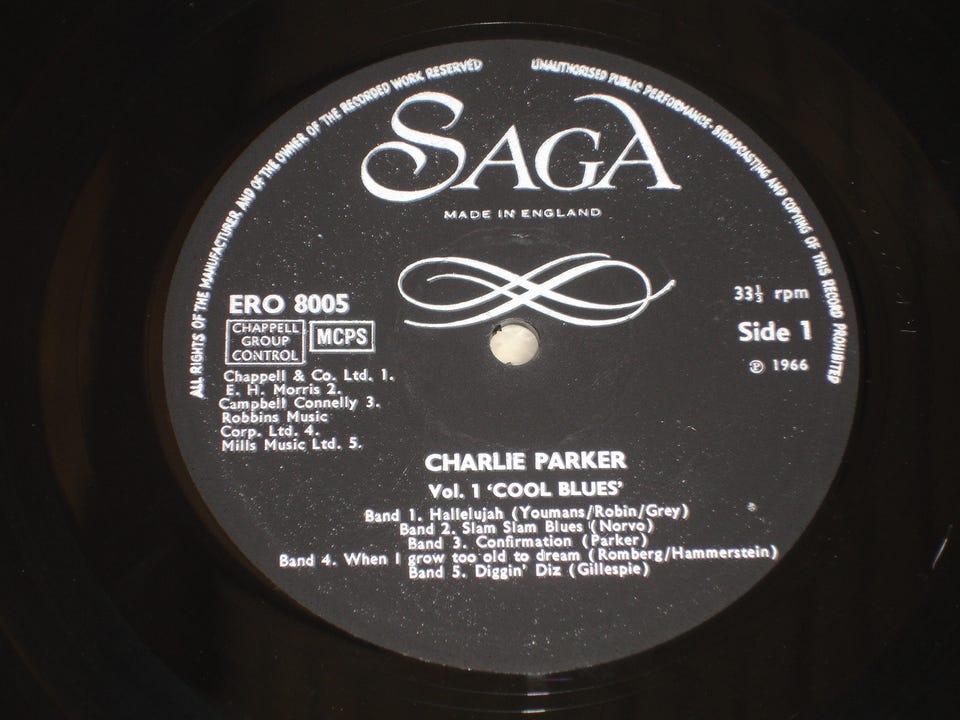 ALL RIGHTS OF THE MANUFACTURER AND OF THE OWNER OF THE RECORDED WORK RESERVED
UNAUTHORISED PUBLIC PERFORMANCE · BROADCASTING AND COPYING OF THIS RECORD PROHIBITED
SAGA
MADE IN ENGLAND
ERO 8005
CHAPPELL
GROUP
CONTROL
MCPS
Chappell & Co. Ltd. 1.
E. H. Morris 2.
Campbell Connelly 3.
Robbins Music
Corp. Ltd. 4.
Mills Music Ltd. 5.
33⅓ rpm
Side 1
℗ 1966
CHARLIE PARKER
Vol. 1 ‘COOL BLUES’
Band 1. Hallelujah (Youmans/Robin/Grey)
Band 2. Slam Slam Blues (Norvo)
Band 3. Confirmation (Parker)
Band 4. When I grow too old to dream (Romberg/Hammerstein)
Band 5. Diggin’ Diz (Gillespie)